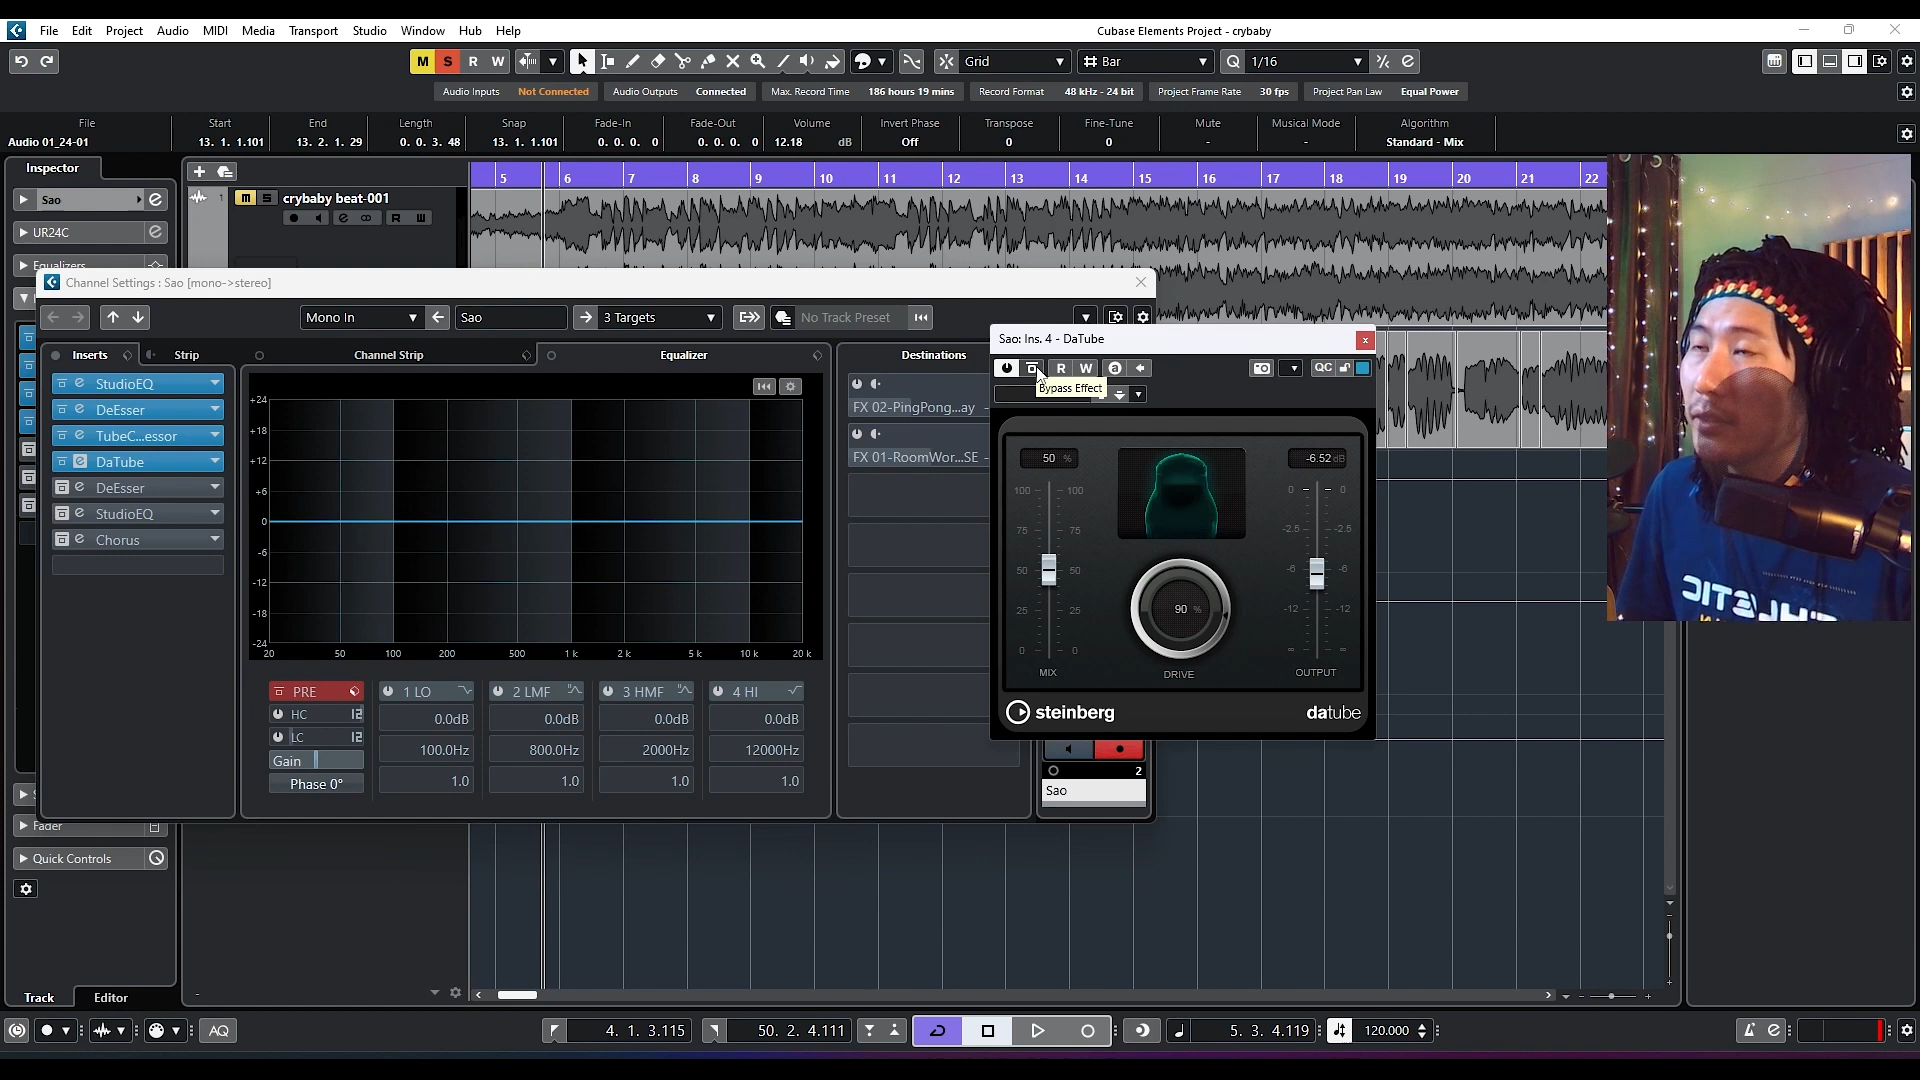 File Edit Project Audio MIDI Media Transport Studio Window Hub Help
Cubase Elements Project - crybaby
M S R W Grid Bar Q 1/16
Audio Inputs Not Connected Audio Outputs Connected Max. Record Time 186 hours 19 mins Record Format 48 kHz - 24 bit Project Frame Rate 30 fps Project Pan Law Equal Power
File Start End Length Snap Fade-In Fade-Out Volume Invert Phase Transpose Fine-Tune Mute Musical Mode Algorithm
Audio 01_24-01 13. 1. 1.101 13. 2. 1. 29 0. 0. 3. 48 13. 1. 1.101 0. 0. 0. 0 0. 0. 0. 0 12.18 dB Off 0 0 - - Standard - Mix
Inspector
5 6 7 8 9 10 11 12 13 14 15 16 17 18 19 20 21 22
Sao
1 m S crybaby beat-001
R W
UR24C
Equalizers
Channel Settings : Sao [mono->stereo]
Mono In Sao 3 Targets No Track Preset
Inserts Strip Channel Strip Equalizer Destinations
StudioEQ
DeEsser
TubeC...essor
DaTube
DeEsser
StudioEQ
Chorus
+24
+18
+12
+6
0
-6
-12
-18
-24
20 50 100 200 500 1 k 2 k 5 k 10 k 20 k
PRE 1 LO 2 LMF 3 HMF 4 HI
HC 0.0dB 0.0dB 0.0dB 0.0dB
LC
Gain 100.0Hz 800.0Hz 2000Hz 12000Hz
Phase 0° 1.0 1.0 1.0 1.0
FX 02-PingPong...ay
FX 01-RoomWor...SE
Sao: Ins. 4 - DaTube
R W a QC
Bypass Effect
50 % -6.52 dB
100 100 0 0
75 75 -2.5 -2.5
50 50 -6 -6
25 25 -12 -12
0 0 ∞ ∞
90 %
MIX DRIVE OUTPUT
steinberg datube
2
Sao
Fader
Quick Controls
Track Editor
AQ 4. 1. 3.115 50. 2. 4.111 5. 3. 4.119 120.000